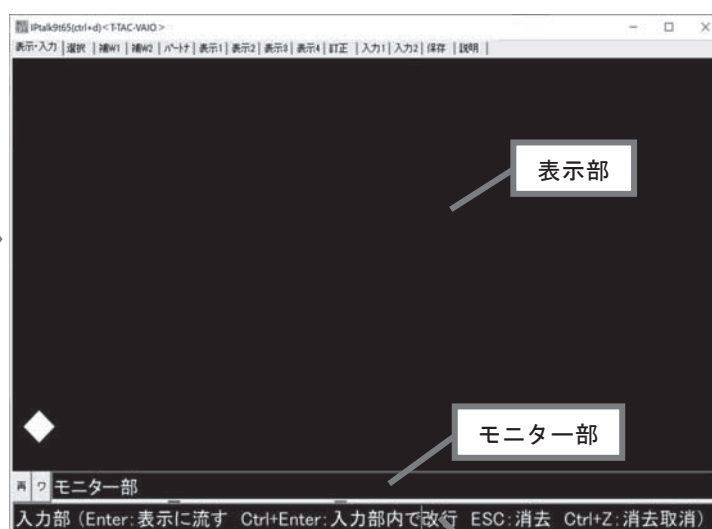 IPtalk9t65(ctrl+d)<T-TAC-VAIO>
表示・入力 |選択 |補W1 |補W2 |パートナ |表示1 |表示2 |表示3 |表示4 |訂正 |入力1 |入力2 |保存 |説明 |
表示部
モニター部
再 ワ モニター部
入力部 (Enter:表示に流す Ctrl+Enter:入力部内で改行 ESC:消去 Ctrl+Z:消去取消)